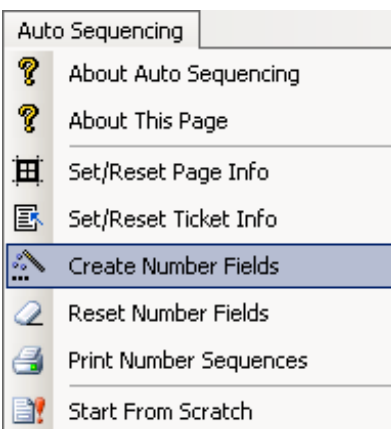 Auto Sequencing
About Auto Sequencing
About This Page
Set/Reset Page Info
Set/Reset Ticket Info
Create Number Fields
Reset Number Fields
Print Number Sequences
Start From Scratch